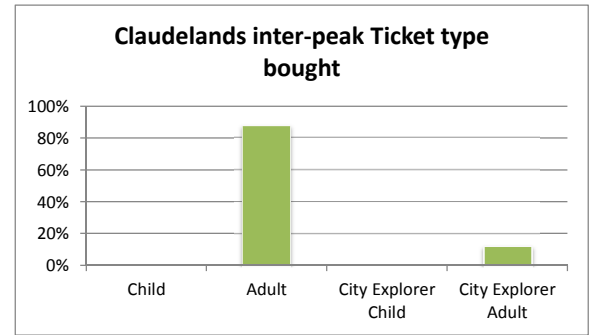 Claudelands inter-peak Ticket type
bought
100%
80%
60%
40%
20%
0%
Child
Adult
City Explorer
Child
City Explorer
Adult